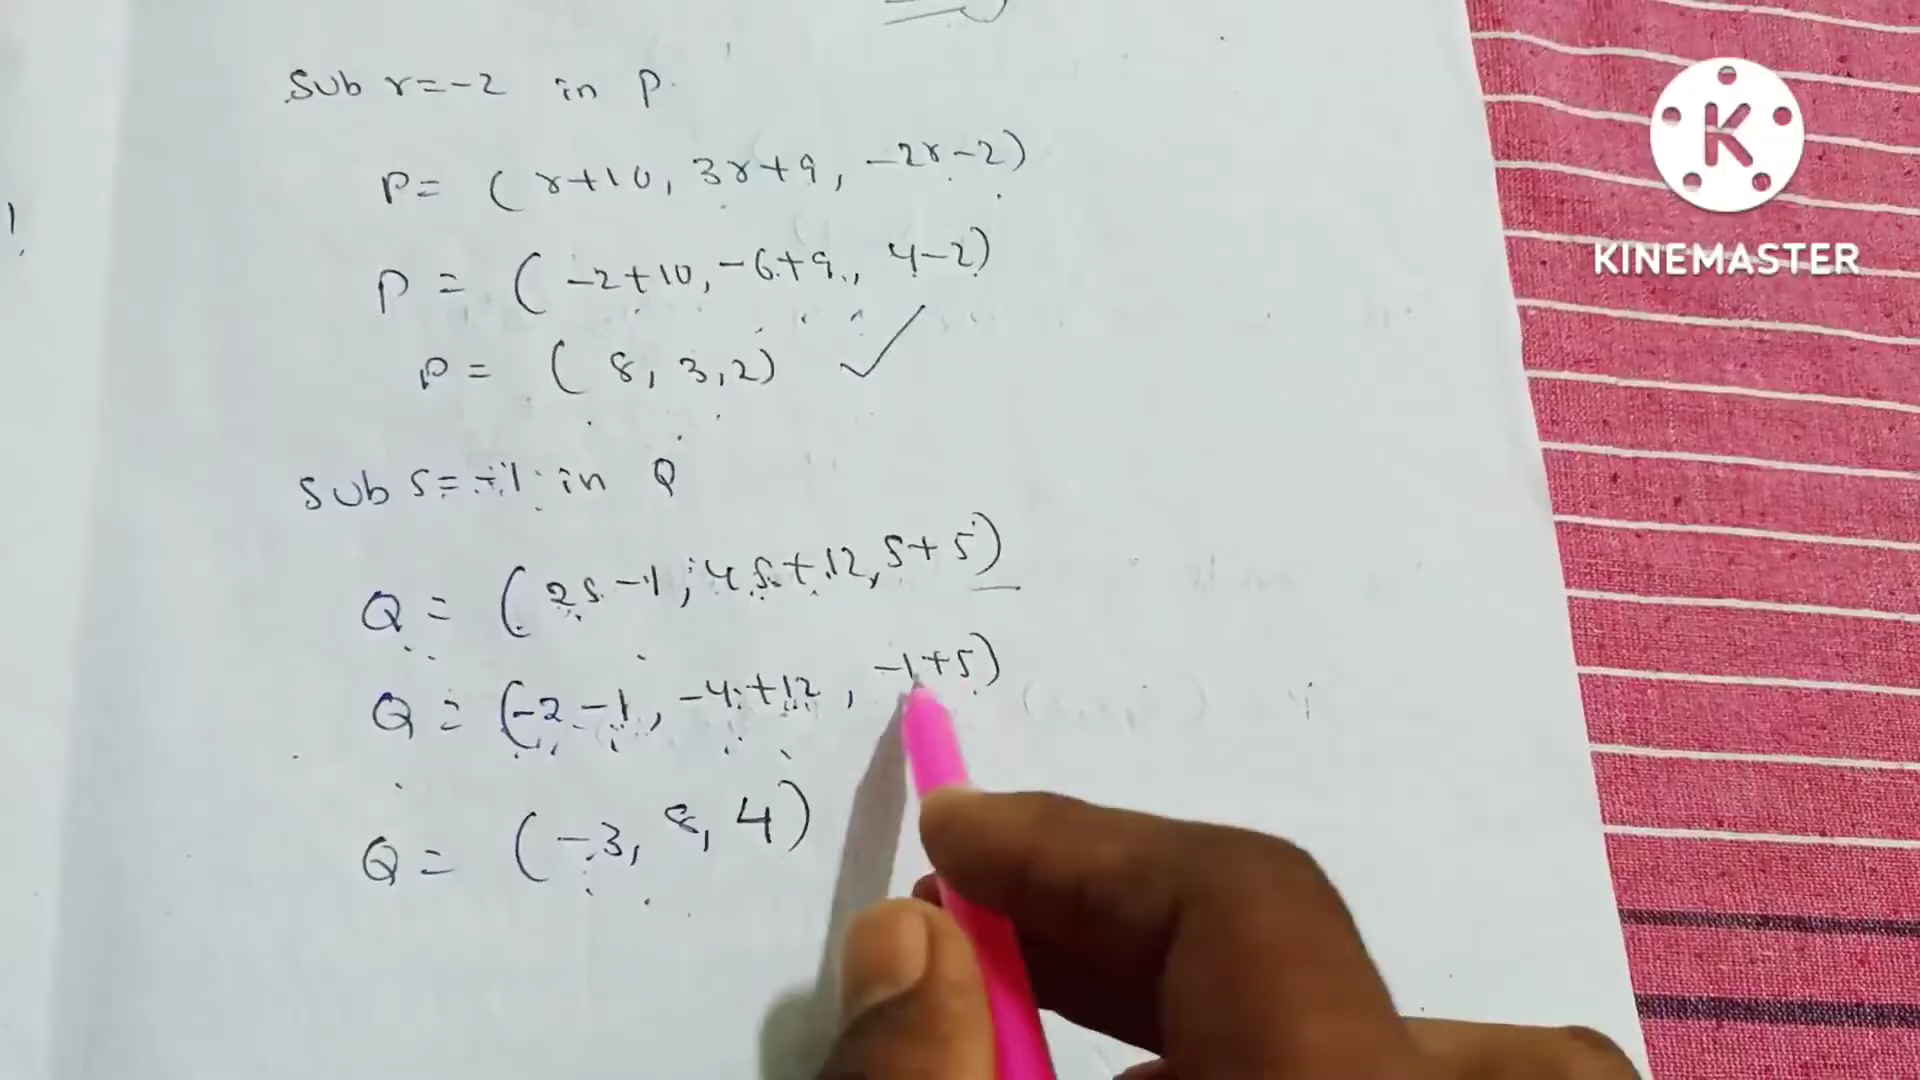 Sub r=-2 in P.
P= (r+10, 3r+9, -2r-2)
P = (-2+10, -6+9, 4-2)
P = (8, 3, 2) ✓
Sub s=-1 in Q
Q = (2s-1, 4s+12, s+5)
Q = (-2-1, -4+12, -1+5)
Q = (-3, 8, 4)
K
KINEMASTER